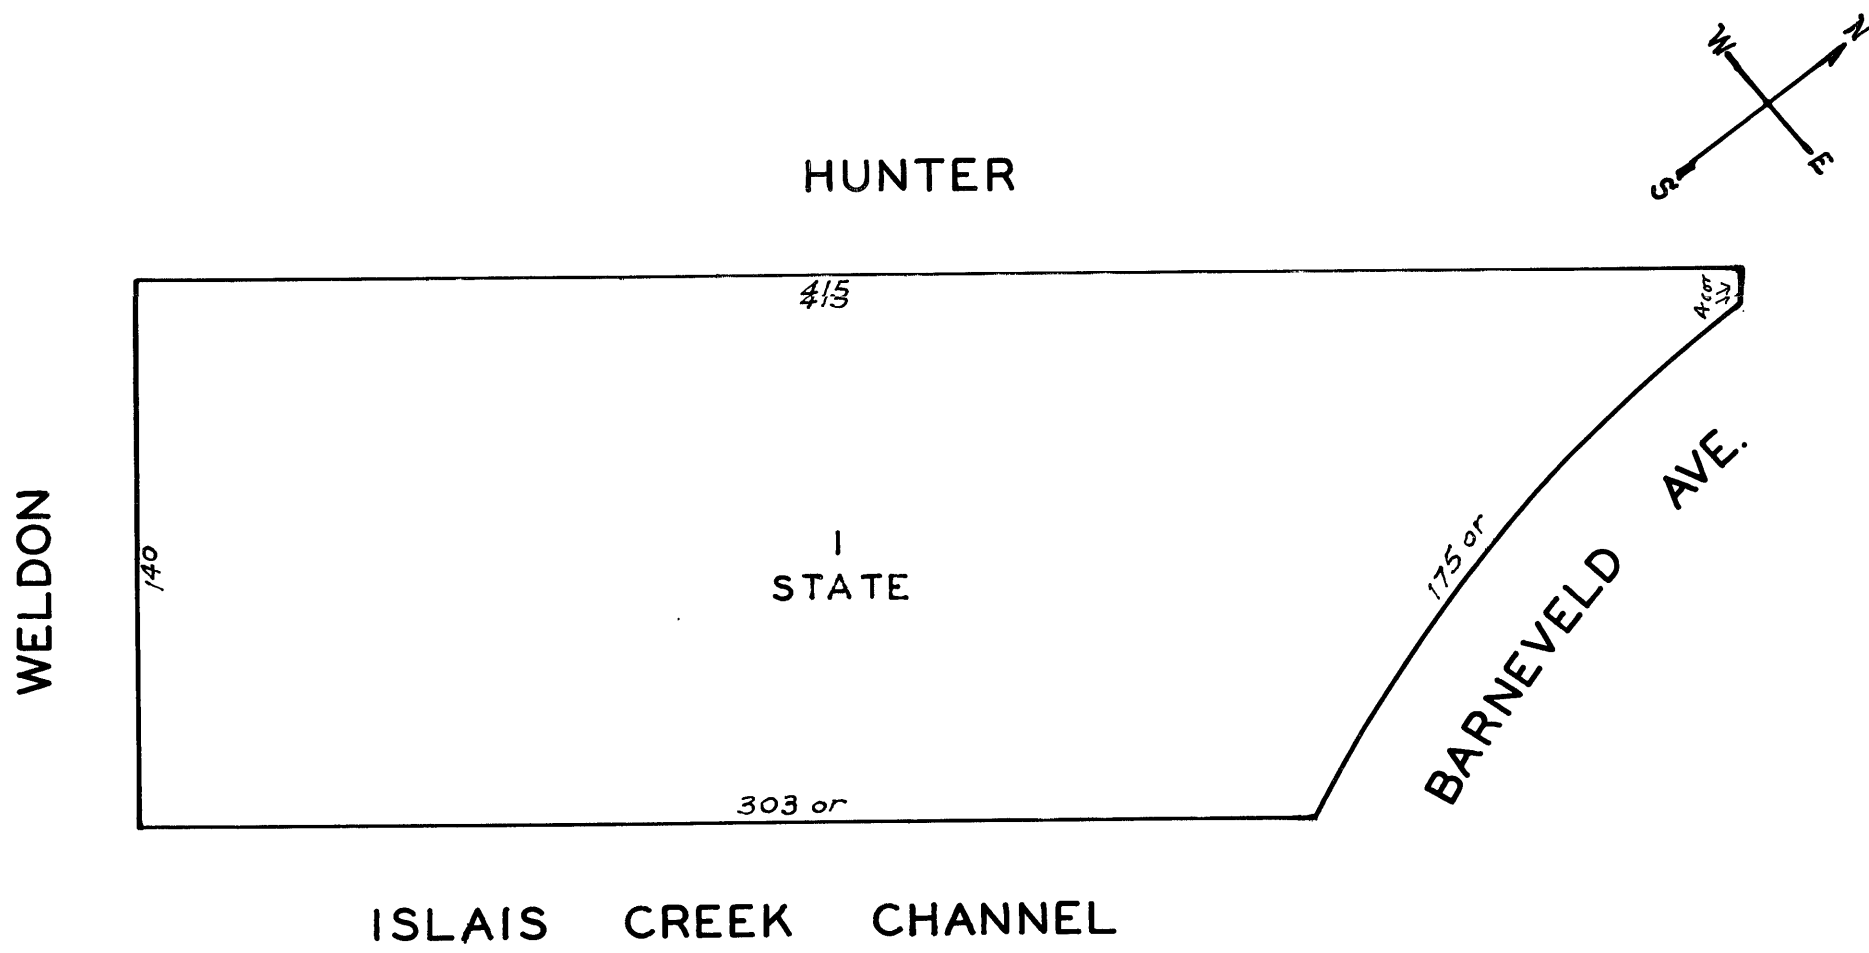 N
W
E
S
HUNTER
415
413
WELDON
140
1
STATE
175 or
BARNEVELD AVE.
303 or
ISLAIS CREEK CHANNEL